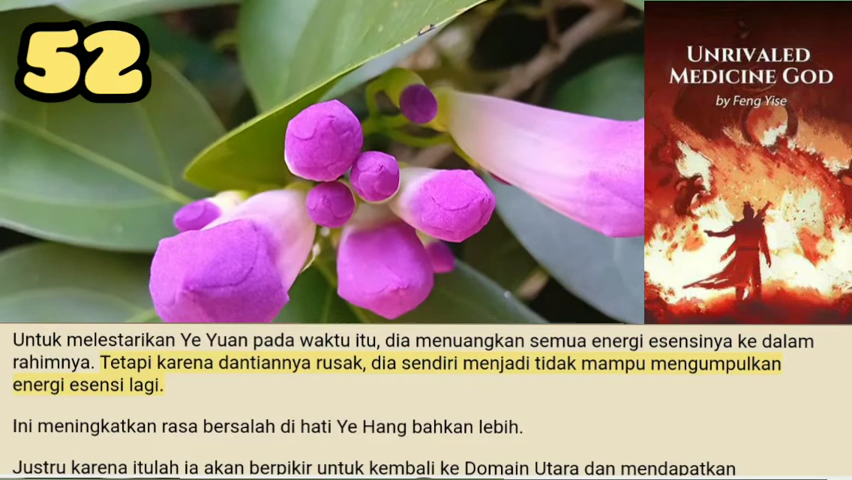 52
UNRIVALED
MEDICINE GOD
by Feng Yise
Untuk melestarikan Ye Yuan pada waktu itu, dia menuangkan semua energi esensinya ke dalam
rahimnya. Tetapi karena dantiannya rusak, dia sendiri menjadi tidak mampu mengumpulkan
energi esensi lagi.
Ini meningkatkan rasa bersalah di hati Ye Hang bahkan lebih.
Justru karena itulah ia akan berpikir untuk kembali ke Domain Utara dan mendapatkan